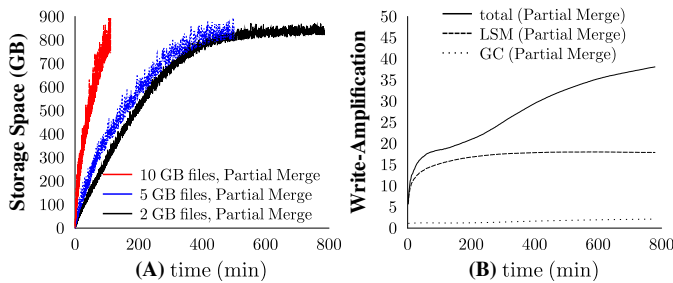 Storage Space (GB)
900
800
700
600
500
400
300
200
100
0
0 200 400 600 800
10 GB files, Partial Merge
5 GB files, Partial Merge
2 GB files, Partial Merge
(A) time (min)
Write-Amplification
50
45
40
35
30
25
20
15
10
5
0
0 200 400 600 800
total (Partial Merge)
LSM (Partial Merge)
GC (Partial Merge)
(B) time (min)